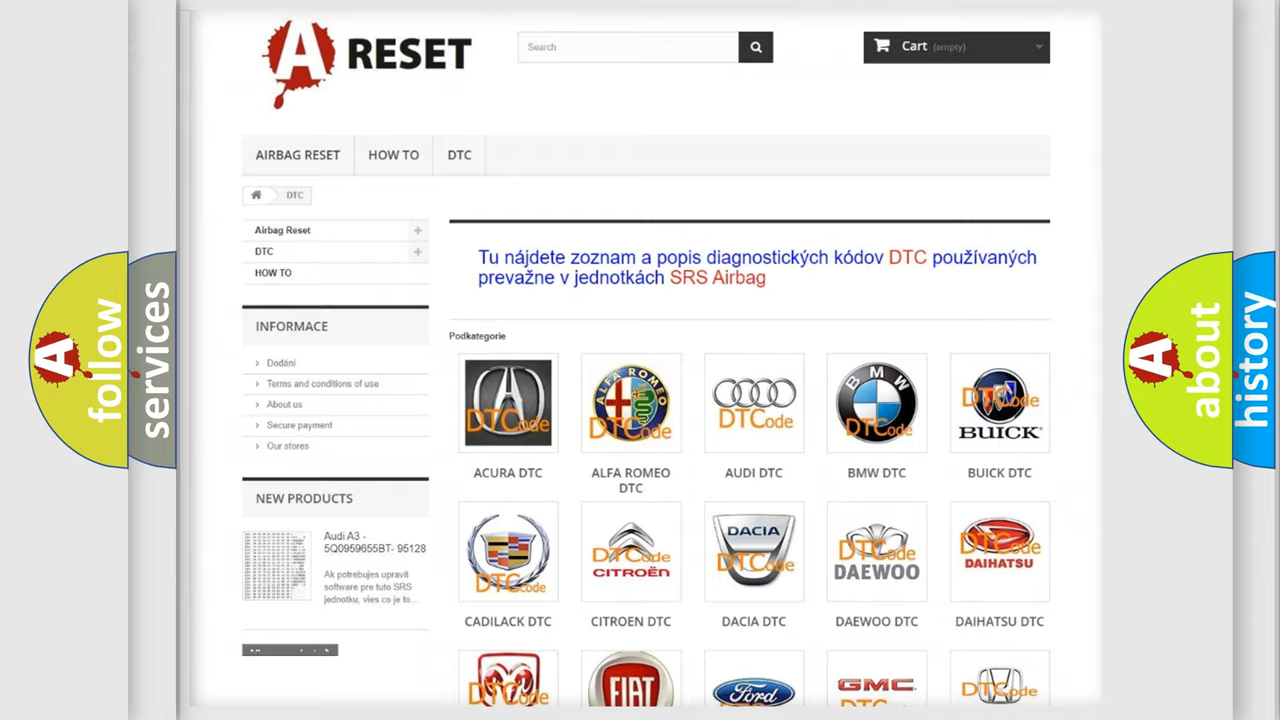 A RESET
Search
Cart (empty)
AIRBAG RESET
HOW TO
DTC
DTC
Airbag Reset
DTC
HOW TO
INFORMACE
Dodání
Terms and conditions of use
About us
Secure payment
Our stores
NEW PRODUCTS
Audi A3 -
5Q0959655BT- 95128
Ak potrebujes upravit
software pre tuto SRS
jednotku, vies co je to...
Tu nájdete zoznam a popis diagnostických kódov DTC používaných
prevažne v jednotkách SRS Airbag
Podkategorie
DTCode
ALFA ROMEO
DTCode
DTCode
BMW
DTCode
DTCode
BUICK
ACURA DTC
ALFA ROMEO
DTC
AUDI DTC
BMW DTC
BUICK DTC
DTCode
DTCode
CITROËN
DACIA
DTCode
DTCode
DAEWOO
DTCode
DAIHATSU
CADILACK DTC
CITROEN DTC
DACIA DTC
DAEWOO DTC
DAIHATSU DTC
DTCode
FIAT
Ford
GMC
DTCode
A follow
services
A about
history